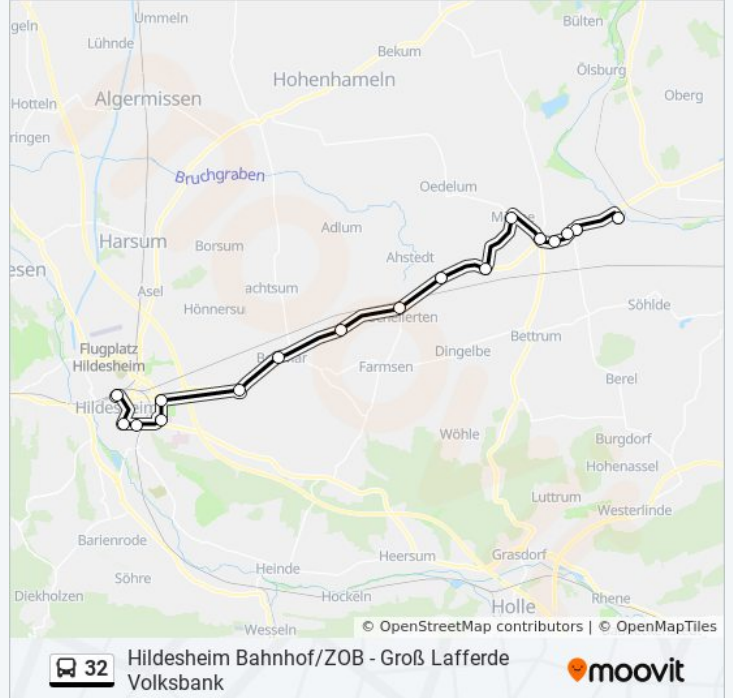 Ummeln
Bülten
geln
Lühnde
Bekum
Ölsburg
Hohenhameln
Hotteln
Algermissen
Oberg
ringen
Bruchgraben
Oedelum
Adlum
Harsum
Borsum
Ahstedt
esen
Asel
achtsum
Hönnersu
Söhlde
Flugplatz
Hildesheim
Bettrum
Dingelbe
Farmsen
Berel
Wöhle
Burgdorf
Hohenassel
Luttrum
Westerlinde
Barienrode
Heersum
Grasdorf
Heinde
Söhre
Diekholzen
Hockeln
Rhene
Holle
Wesseln
© OpenStreetMap contributors | © OpenMapTiles
32
Hildesheim Bahnhof/ZOB - Groß Lafferde
Volksbank
moovit